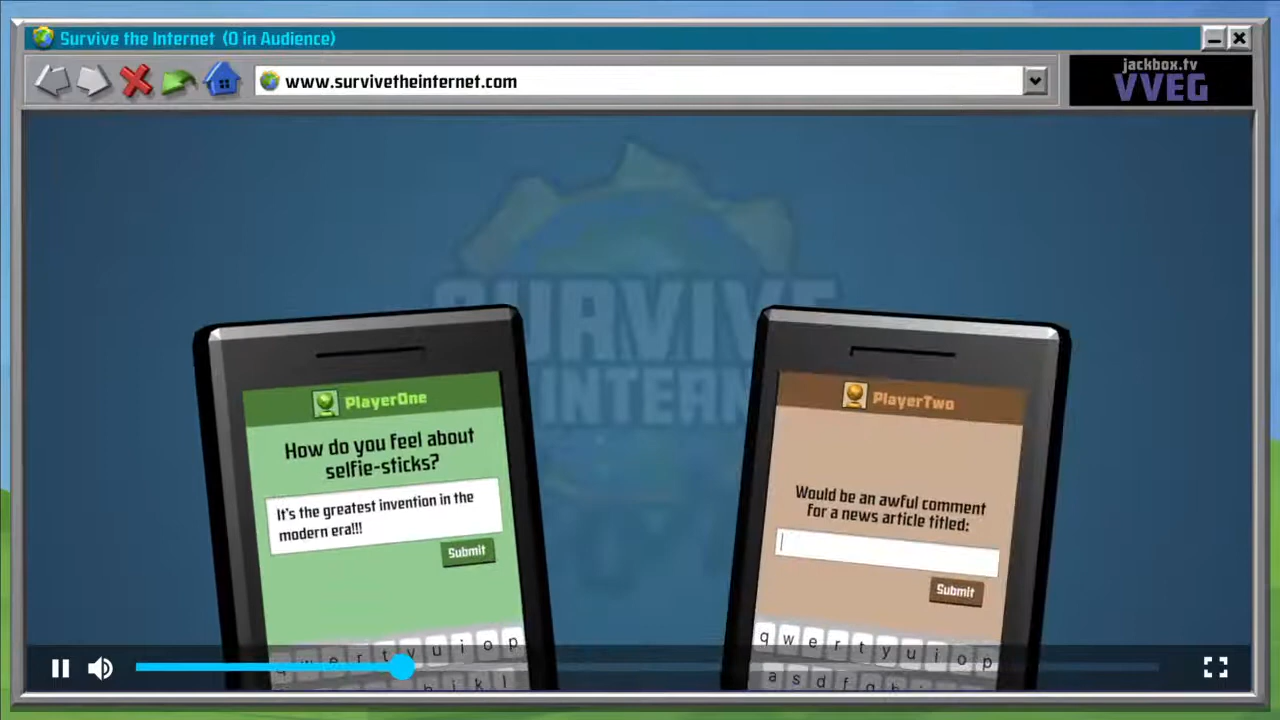 Survive the Internet (0 in Audience)
www.survivetheinternet.com
jackbox.tv
VVEG
SURVIVE
INTERN
PlayerOne
How do you feel about
selfie-sticks?
It's the greatest invention in the
modern era!!!
Submit
q w e r t y u i o p
h j k l
PlayerTwo
Would be an awful comment
for a news article titled:
Submit
q w e r t y u i o p
a s d f g h